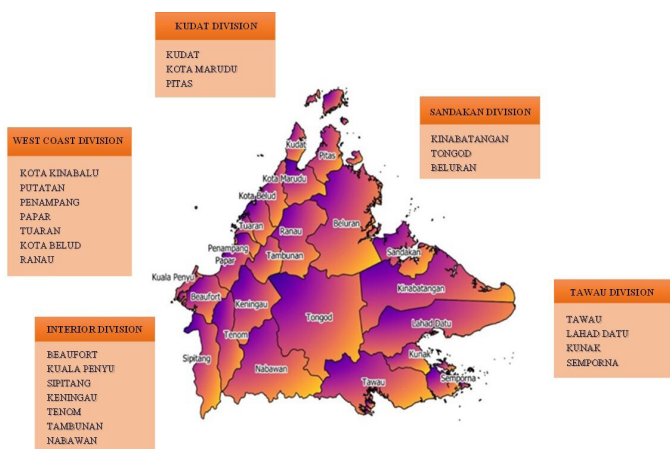 KUDAT DIVISION
KUDAT
KOTA MARUDU
PITAS
WEST COAST DIVISION
KOTA KINABALU
PUTATAN
PENAMPANG
PAPAR
TUARAN
KOTA BELUD
RANAU
SANDAKAN DIVISION
KINABATANGAN
TONGOD
BELURAN
INTERIOR DIVISION
BEAUFORT
KUALA PENYU
SIPITANG
KENINGAU
TENOM
TAMBUNAN
NABAWAN
TAWAU DIVISION
TAWAU
LAHAD DATU
KUNAK
SEMPORNA
Kudat
Pitas
Kota Marudu
Kota Belud
Tuaran
Ranau
Beluran
Penampang
Papar
Tambunan
Sandakan
Kuala Penyu
Beaufort
Keningau
Kinabatangan
Tongod
Lahad Datu
Tenom
Sipitang
Nabawan
Kunak
Tawau
Semporna